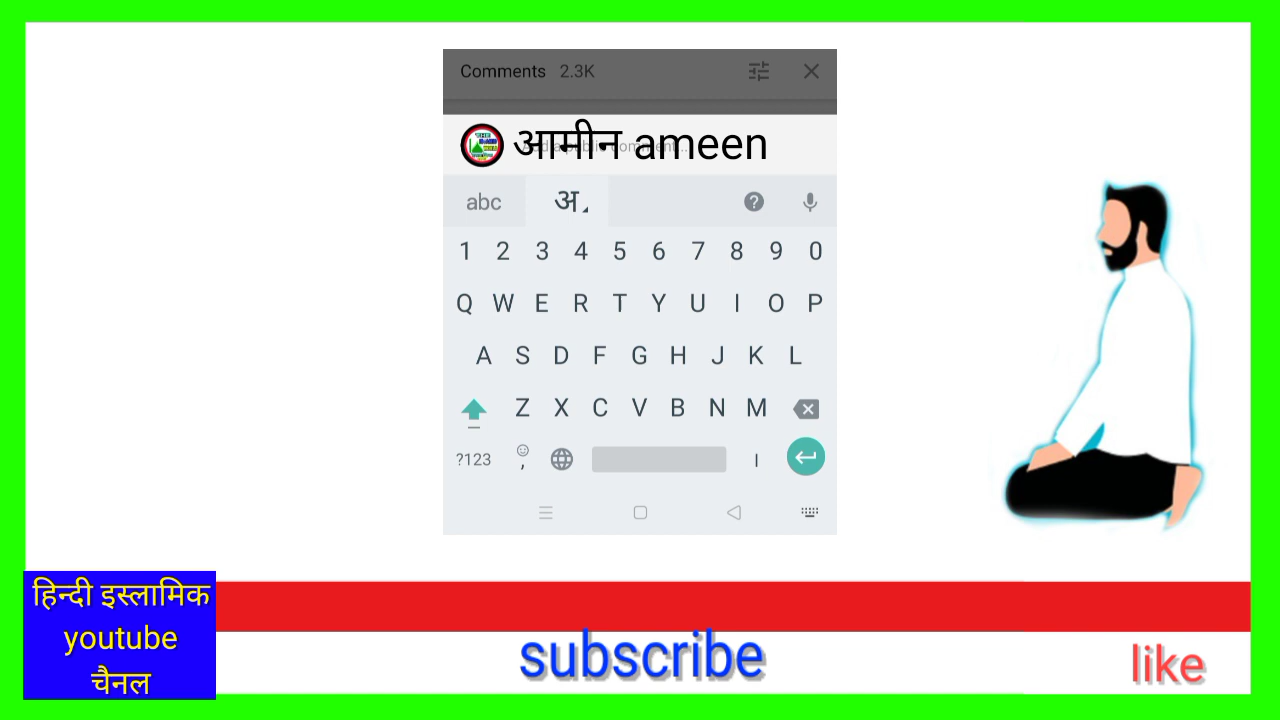 Comments 2.3K
आमीन ameen
abc अ
1 2 3 4 5 6 7 8 9 0
Q W E R T Y U I O P
A S D F G H J K L
Z X C V B N M
?123 , ।
हिन्दी इस्लामिक
youtube
चैनल
subscribe
like